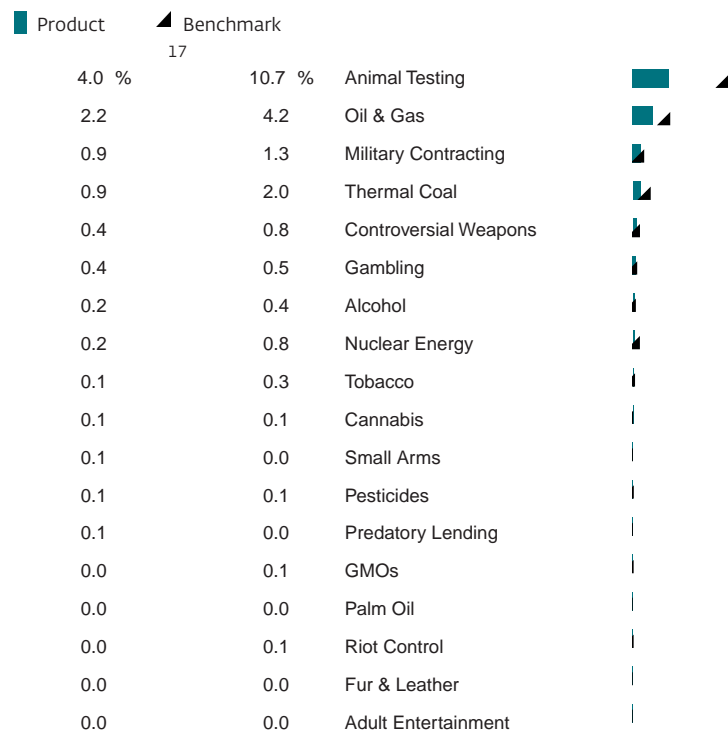 Product Benchmark
17
4.0 % 10.7 % Animal Testing
2.2 4.2 Oil & Gas
0.9 1.3 Military Contracting
0.9 2.0 Thermal Coal
0.4 0.8 Controversial Weapons
0.4 0.5 Gambling
0.2 0.4 Alcohol
0.2 0.8 Nuclear Energy
0.1 0.3 Tobacco
0.1 0.1 Cannabis
0.1 0.0 Small Arms
0.1 0.1 Pesticides
0.1 0.0 Predatory Lending
0.0 0.1 GMOs
0.0 0.0 Palm Oil
0.0 0.1 Riot Control
0.0 0.0 Fur & Leather
0.0 0.0 Adult Entertainment